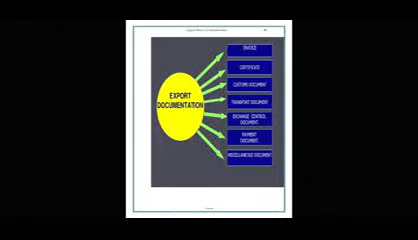 INVOICE
CERTIFICATE
CUSTOMS DOCUMENT
EXPORT
DOCUMENTATION
TRANSPORT DOCUMENT
EXCHANGE CONTROL
DOCUMENT.
PAYMENT
DOCUMENT.
MISCELLANEOUS DOCUMENT